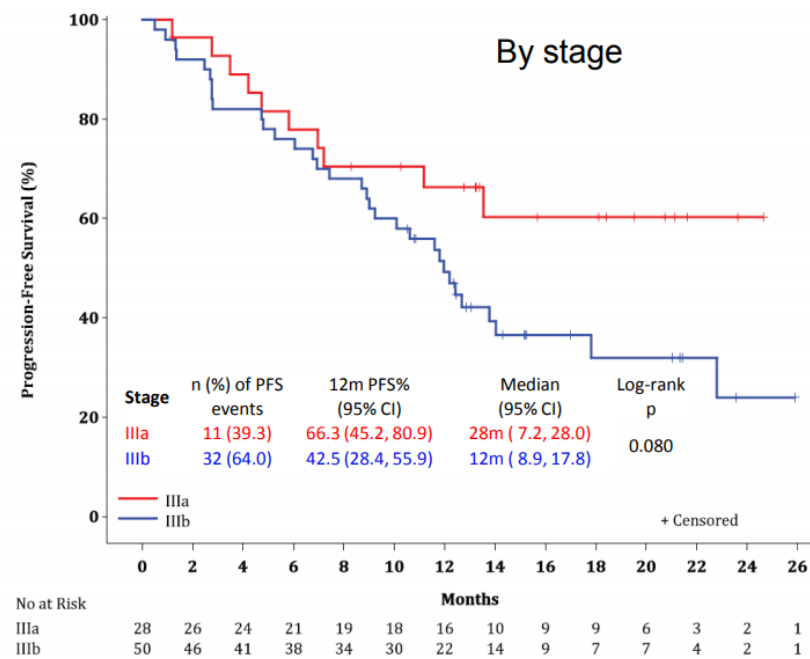 By stage
Progression-Free Survival (%)
100
80
60
40
20
0
Stage n (%) of PFS events 12m PFS% (95% CI) Median (95% CI) Log-rank p
IIIa 11 (39.3) 66.3 (45.2, 80.9) 28m ( 7.2, 28.0)
0.080
IIIb 32 (64.0) 42.5 (28.4, 55.9) 12m ( 8.9, 17.8)
IIIa
IIIb
+ Censored
0 2 4 6 8 10 12 14 16 18 20 22 24 26
Months
No at Risk
IIIa 28 26 24 21 19 18 16 10 9 9 6 3 2 1
IIIb 50 46 41 38 34 30 22 14 9 7 7 4 2 1